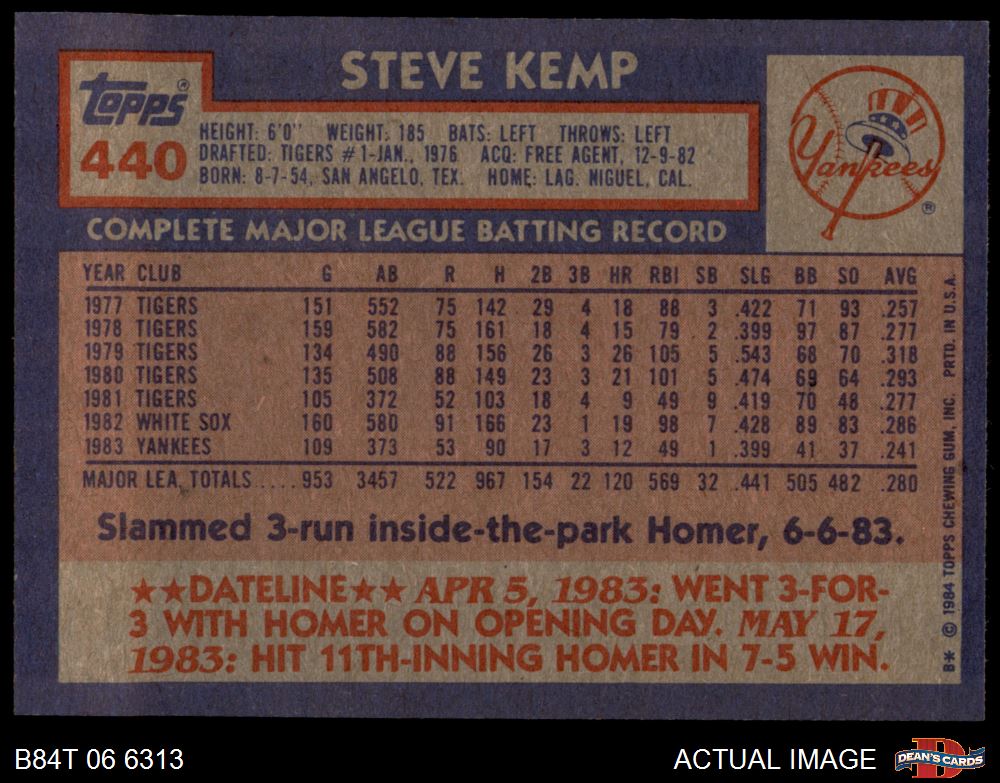 STEVE KEMP
topps®
440
HEIGHT: 6'0" WEIGHT: 185 BATS: LEFT THROWS: LEFT
DRAFTED: TIGERS #1-JAN., 1976 ACQ: FREE AGENT, 12-9-82
BORN: 8-7-54, SAN ANGELO, TEX. HOME: LAG. NIGUEL, CAL.
Yankees
®
COMPLETE MAJOR LEAGUE BATTING RECORD
YEAR CLUB G AB R H 2B 3B HR RBI SB SLG BB SO AVG
1977 TIGERS 151 552 75 142 29 4 18 88 3 .422 71 93 .257
1978 TIGERS 159 582 75 161 18 4 15 79 2 .399 97 87 .277
1979 TIGERS 134 490 88 156 26 3 26 105 5 .543 68 70 .318
1980 TIGERS 135 508 88 149 23 3 21 101 5 .474 69 64 .293
1981 TIGERS 105 372 52 103 18 4 9 49 9 .419 70 48 .277
1982 WHITE SOX 160 580 91 166 23 1 19 98 7 .428 89 83 .286
1983 YANKEES 109 373 53 90 17 3 12 49 1 .399 41 37 .241
MAJOR LEA. TOTALS ..... 953 3457 522 967 154 22 120 569 32 .441 505 482 .280
Slammed 3-run inside-the-park Homer, 6-6-83.
★★DATELINE★★ APR 5, 1983: WENT 3-FOR-
3 WITH HOMER ON OPENING DAY. MAY 17,
1983: HIT 11TH-INNING HOMER IN 7-5 WIN.
B* © 1984 TOPPS CHEWING GUM, INC. PRTD. IN U.S.A.
B84T 06 6313
ACTUAL IMAGE
DEAN'S CARDS